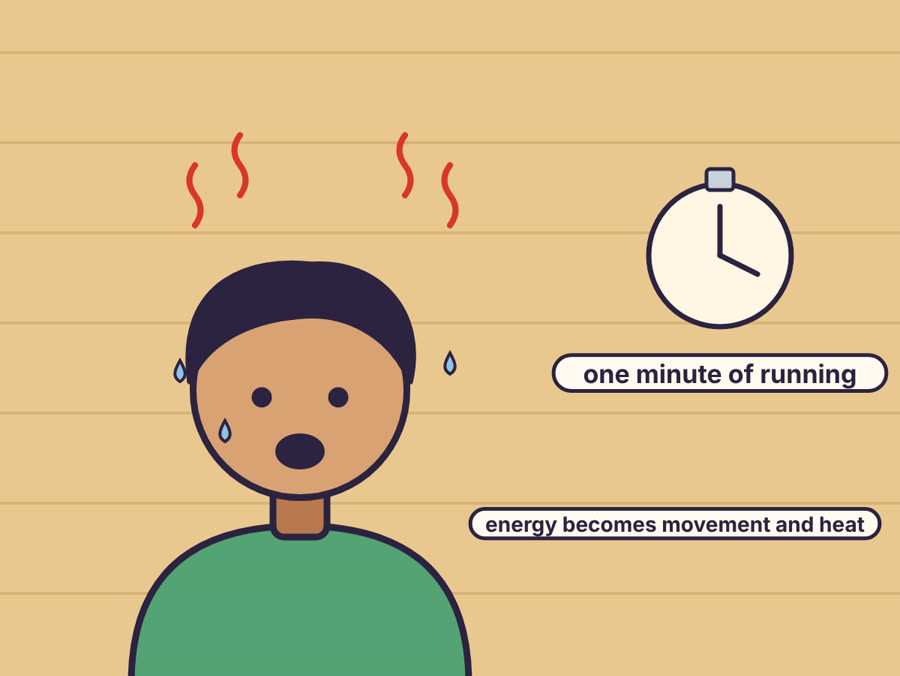 one minute of running
energy becomes movement and heat